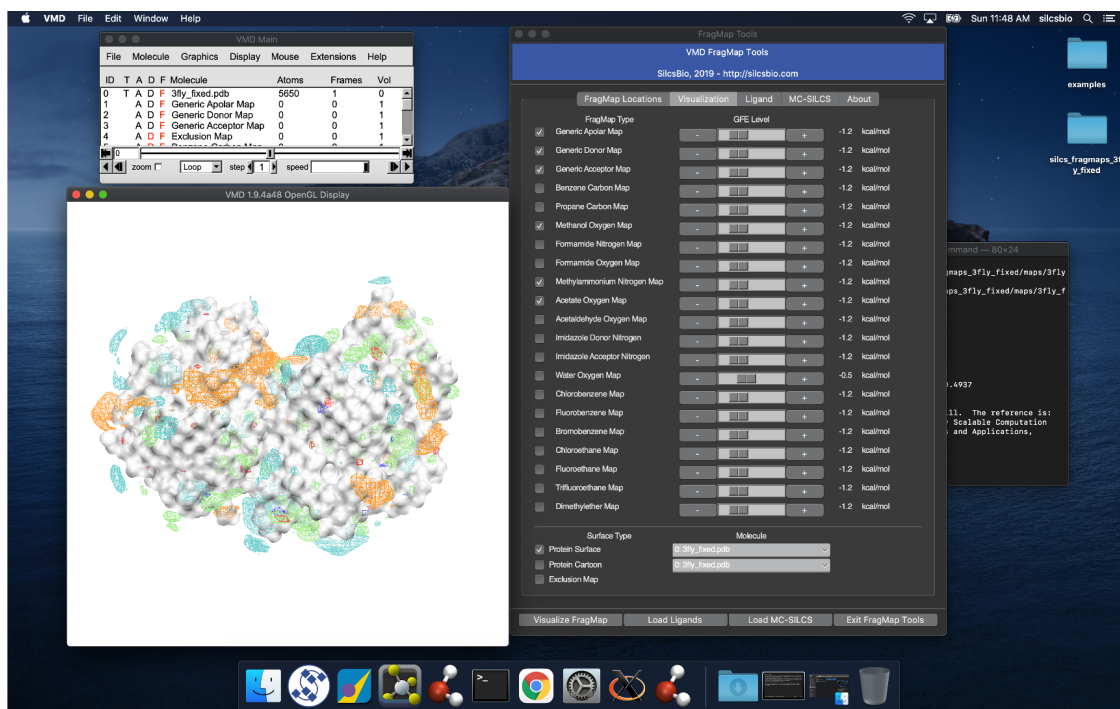 VMD File Edit Window Help Sun 11:48 AM silcsbio
VMD Main
File Molecule Graphics Display Mouse Extensions Help
ID T A D F Molecule Atoms Frames Vol
0 T A D F 3fly_fixed.pdb 5650 1 0
1 A D F Generic Apolar Map 0 0 1
2 A D F Generic Donor Map 0 0 1
3 A D F Generic Acceptor Map 0 0 1
4 A D F Exclusion Map 0 0 1
0
zoom Loop step 1 speed
VMD 1.9.4a48 OpenGL Display
FragMap Tools
VMD FragMap Tools
SilcsBio, 2019 - http://silcsbio.com
FragMap Locations Visualization Ligand MC-SILCS About
FragMap Type GFE Level
Generic Apolar Map - + -1.2 kcal/mol
Generic Donor Map - + -1.2 kcal/mol
Generic Acceptor Map - + -1.2 kcal/mol
Benzene Carbon Map - + -1.2 kcal/mol
Propane Carbon Map - + -1.2 kcal/mol
Methanol Oxygen Map - + -1.2 kcal/mol
Formamide Nitrogen Map - + -1.2 kcal/mol
Formamide Oxygen Map - + -1.2 kcal/mol
Methylammonium Nitrogen Map - + -1.2 kcal/mol
Acetate Oxygen Map - + -1.2 kcal/mol
Acetaldehyde Oxygen Map - + -1.2 kcal/mol
Imidazole Donor Nitrogen - + -1.2 kcal/mol
Imidazole Acceptor Nitrogen - + -1.2 kcal/mol
Water Oxygen Map - + -0.5 kcal/mol
Chlorobenzene Map - + -1.2 kcal/mol
Fluorobenzene Map - + -1.2 kcal/mol
Bromobenzene Map - + -1.2 kcal/mol
Chloroethane Map - + -1.2 kcal/mol
Fluoroethane Map - + -1.2 kcal/mol
Trifluoroethane Map - + -1.2 kcal/mol
Dimethylether Map - + -1.2 kcal/mol
Surface Type Molecule
Protein Surface 0: 3fly_fixed.pdb
Protein Cartoon 0: 3fly_fixed.pdb
Exclusion Map
Visualize FragMap Load Ligands Load MC-SILCS Exit FragMap Tools
examples
silcs_fragmaps_3f
y_fixed
ommand — 80×24
gmaps_3fly_fixed/maps/3fly
ps_3fly_fixed/maps/3fly_f
.4937
ll. The reference is:
Scalable Computation
and Applications,